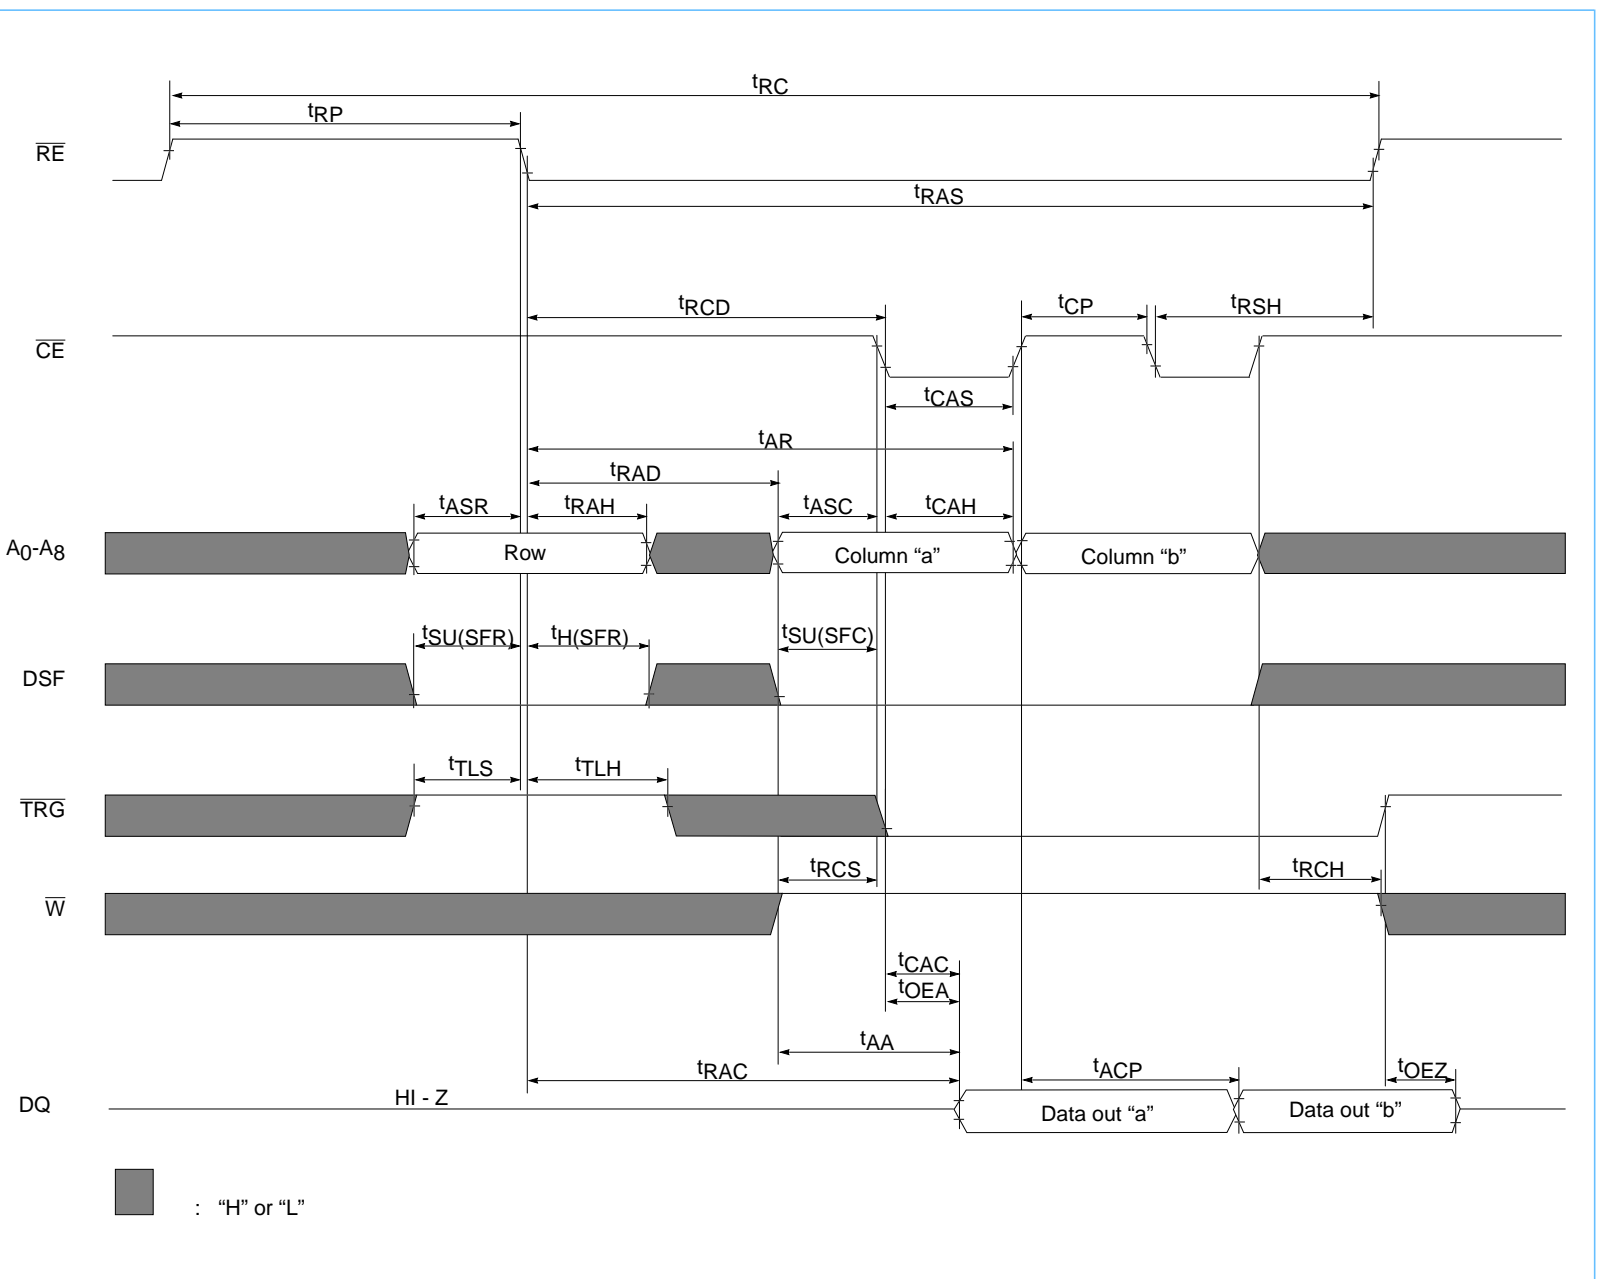 tRC
tRP
RE
tRAS
tRCD
tCP
tRSH
CE
tCAS
tAR
tRAD
tASR
tRAH
tASC
tCAH
A0-A8
Row
Column “a”
Column “b”
tSU(SFR)
tH(SFR)
tSU(SFC)
DSF
tTLS
tTLH
TRG
tRCS
tRCH
W
tCAC
tOEA
tAA
tRAC
tACP
tOEZ
DQ
HI - Z
Data out “a”
Data out “b”
: “H” or “L”